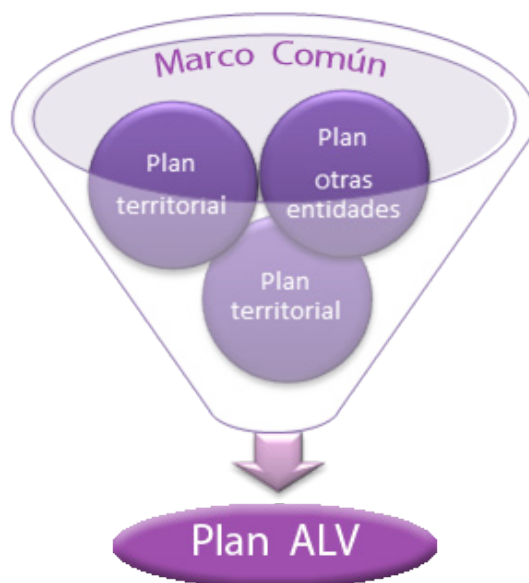 Marco Común
Plan
territorial
Plan
otras
entidades
Plan
territorial
Plan ALV